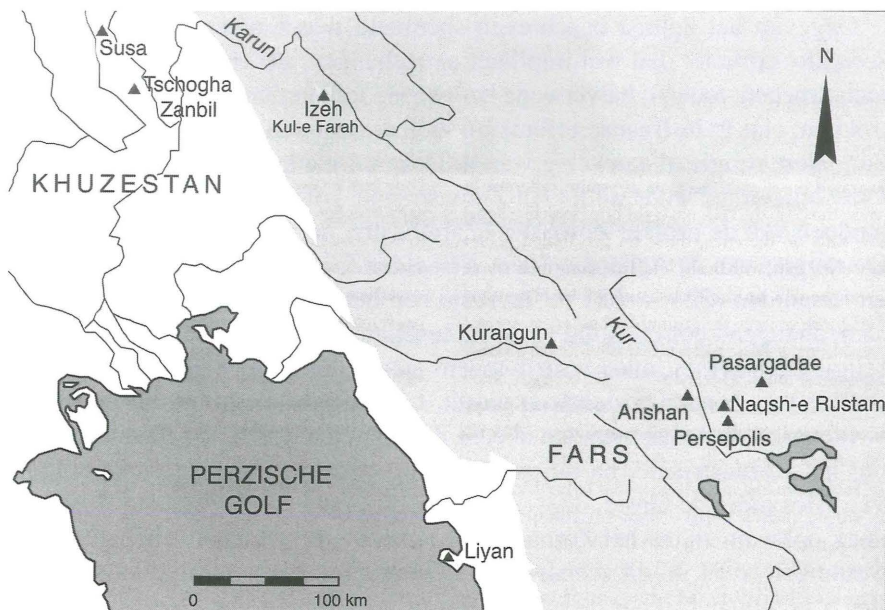 Karun
N
Susa
Tschogha
Zanbil
Izeh
Kul-e Farah
KHUZESTAN
Kur
Kurangun
Pasargadae
Anshan
Naqsh-e Rustam
Persepolis
FARS
PERZISCHE
GOLF
Liyan
0 100 km